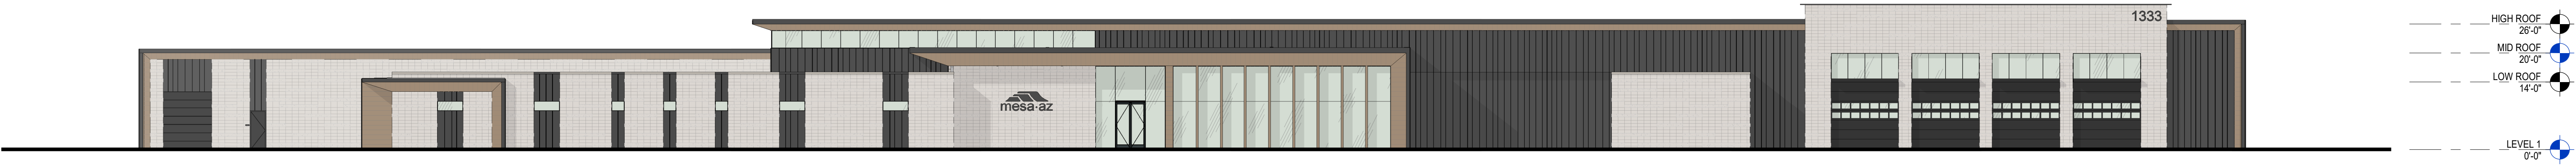 1333
HIGH ROOF
26'-0"
MID ROOF
20'-0"
LOW ROOF
14'-0"
mesa·az
LEVEL 1
0'-0"